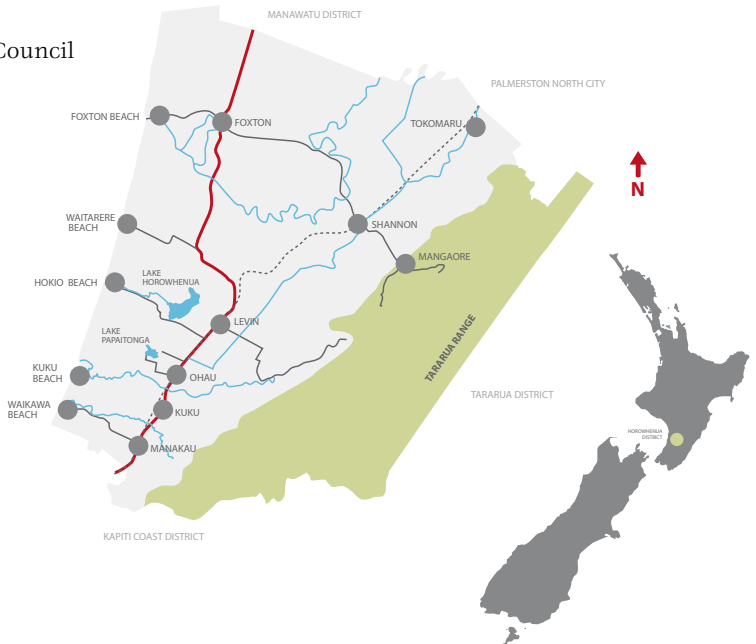 MANAWATU DISTRICT
Council
PALMERSTON NORTH CITY
FOXTON BEACH
FOXTON
TOKOMARU
N
WAITARERE
BEACH
SHANNON
MANGAORE
HOKIO BEACH
LAKE
HOROWHENUA
LEVIN
LAKE
PAPAITONGA
TARARUA RANGE
KUKU
BEACH
OHAU
TARARUA DISTRICT
WAIKAWA
BEACH
KUKU
HOROWHENUA
DISTRICT
MANAKAU
KAPITI COAST DISTRICT